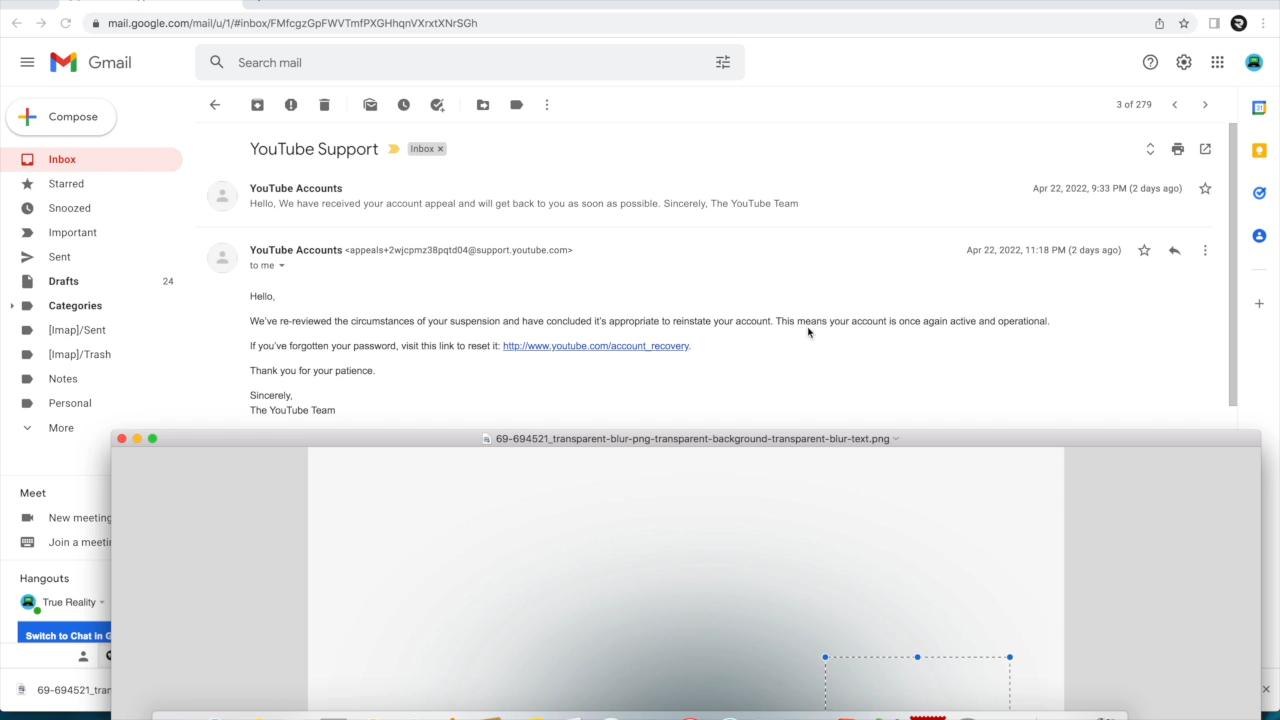 mail.google.com/mail/u/1/#inbox/FMfcgzGpFWVTmfPXGHhqnVXrxtXNrSGh
Gmail
Search mail
Compose
3 of 279
Inbox
Starred
Snoozed
Important
Sent
Drafts 24
Categories
[Imap]/Sent
[Imap]/Trash
Notes
Personal
More
YouTube Support Inbox ×
YouTube Accounts Apr 22, 2022, 9:33 PM (2 days ago)
Hello, We have received your account appeal and will get back to you as soon as possible. Sincerely, The YouTube Team
YouTube Accounts <appeals+2wjcpmz38pqtd04@support.youtube.com> Apr 22, 2022, 11:18 PM (2 days ago)
to me
Hello,
We've re-reviewed the circumstances of your suspension and have concluded it's appropriate to reinstate your account. This means your account is once again active and operational.
If you've forgotten your password, visit this link to reset it: http://www.youtube.com/account_recovery.
Thank you for your patience.
Sincerely,
The YouTube Team
69-694521_transparent-blur-png-transparent-background-transparent-blur-text.png
Meet
New meeting
Join a meeti
Hangouts
True Reality
Switch to Chat in G
69-694521_tran